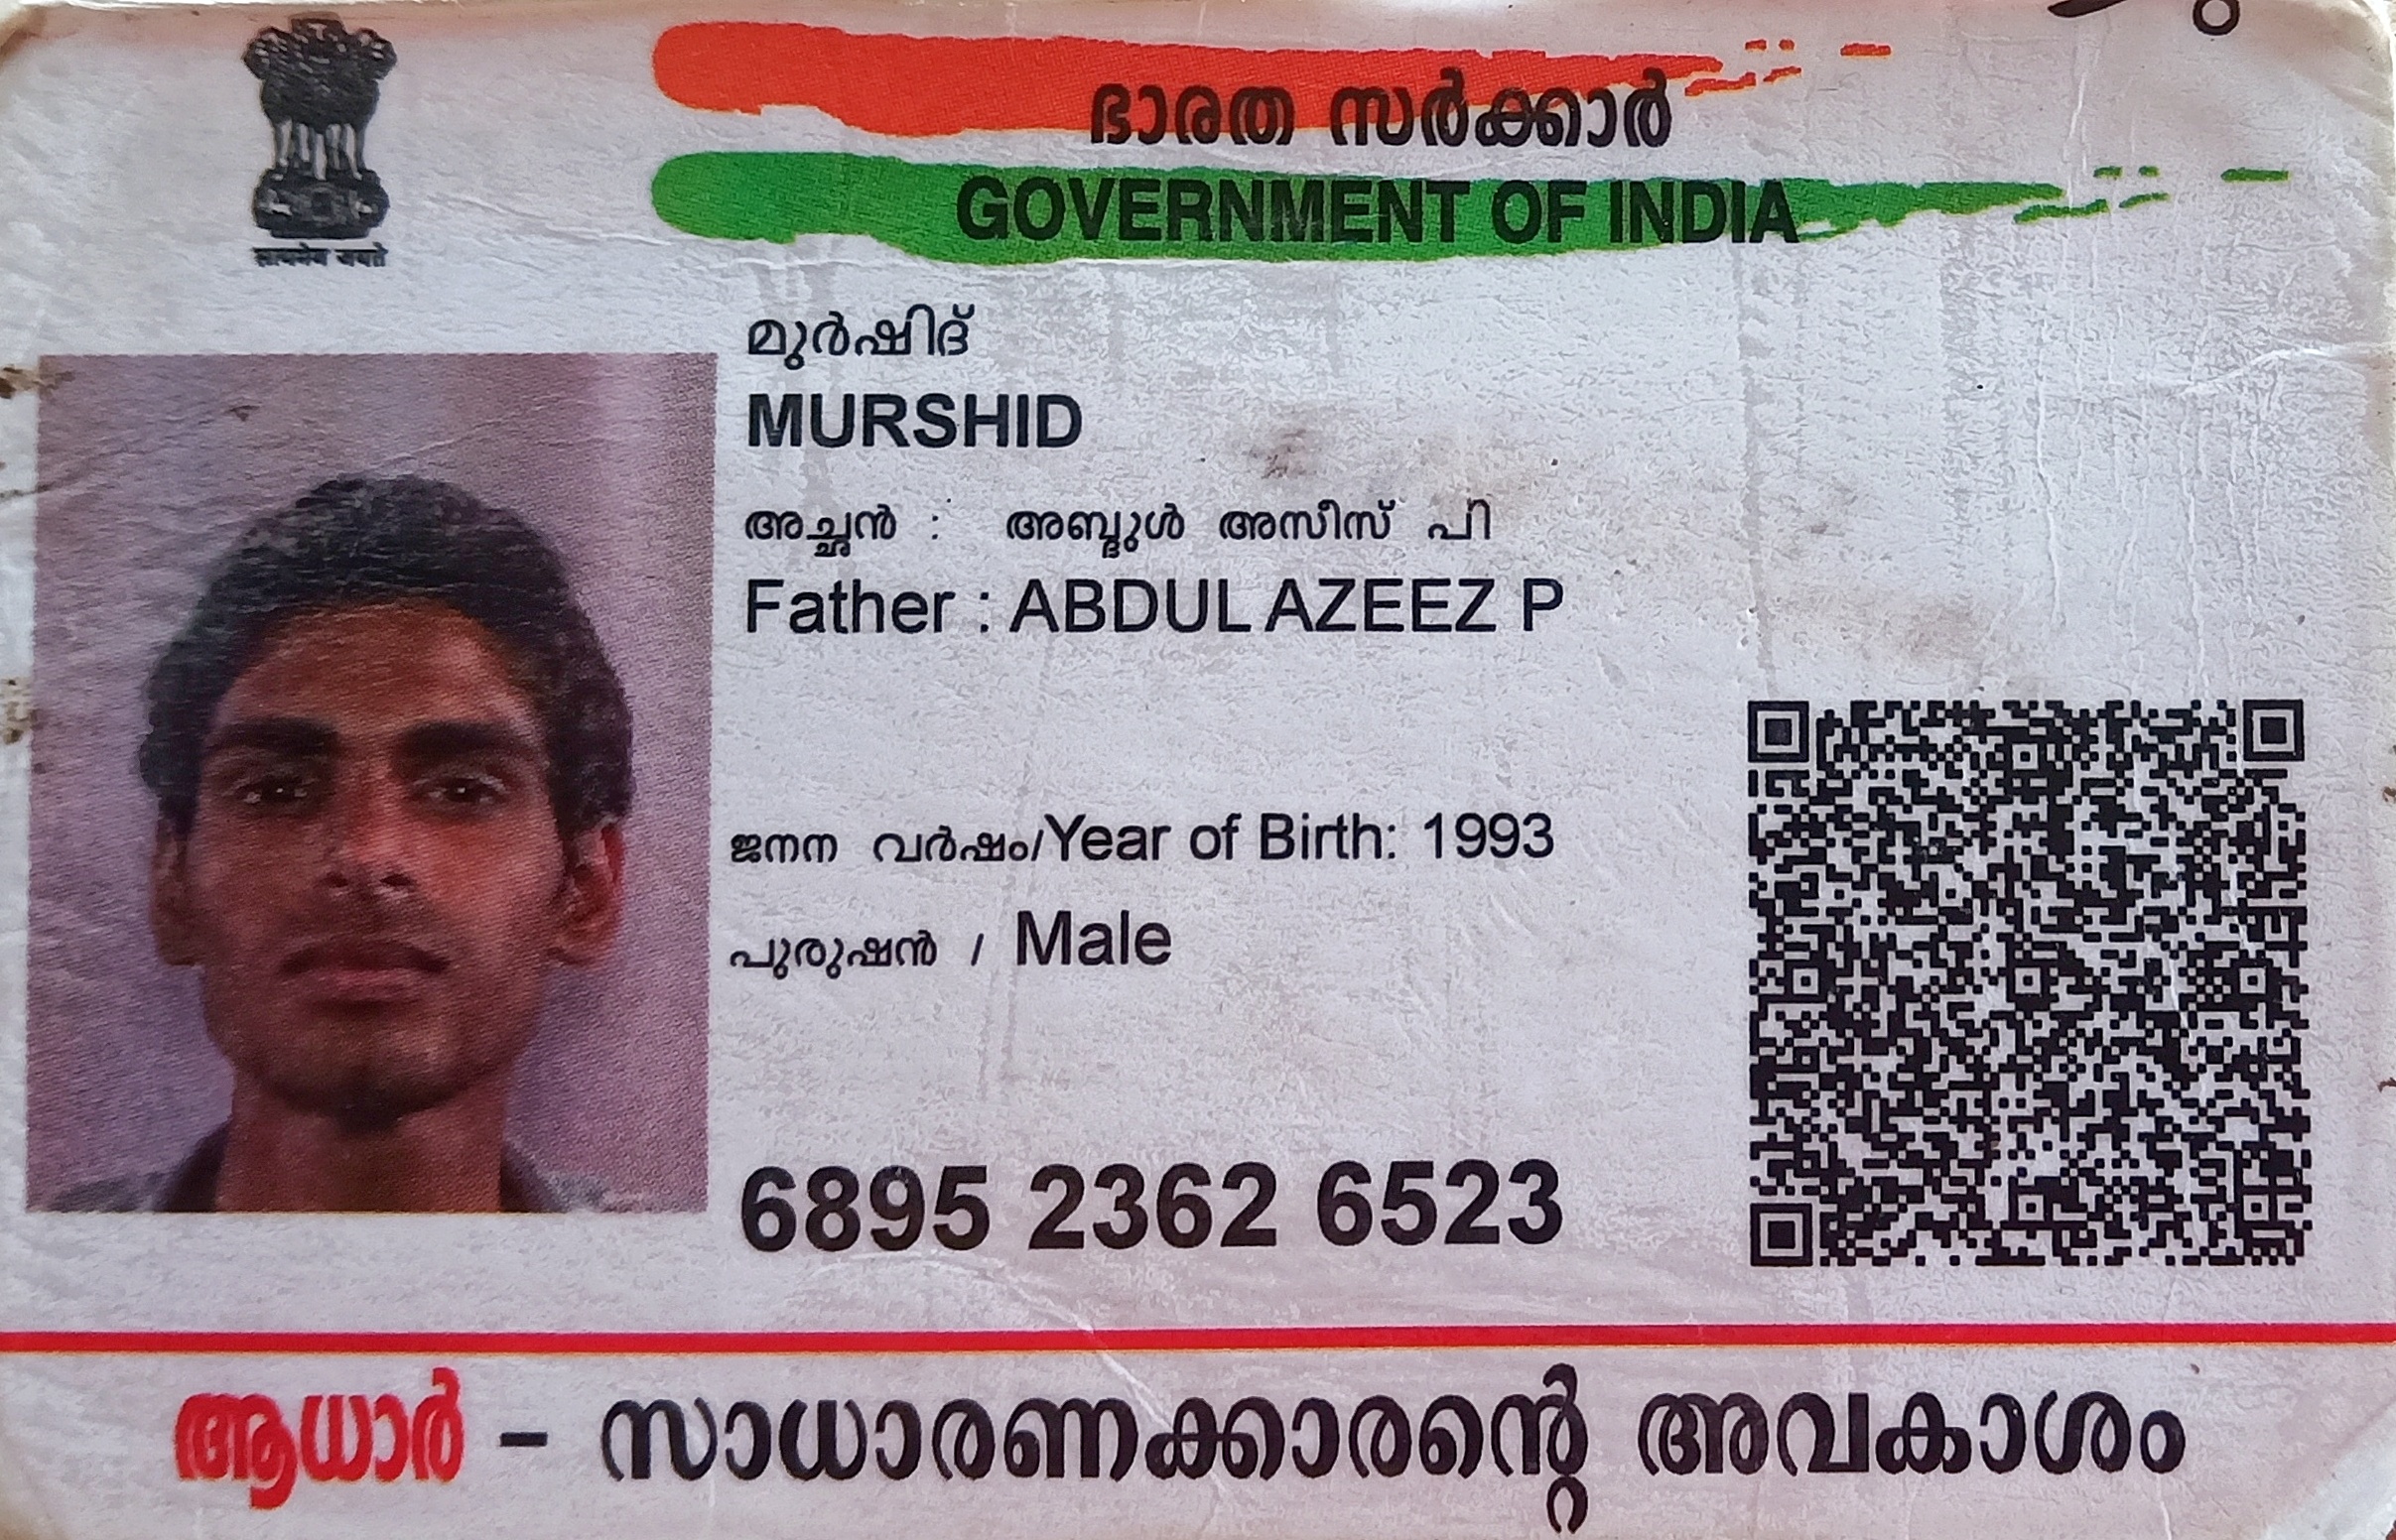 ഭാരത സർക്കാർ
GOVERNMENT OF INDIA
सत्यमेव जयते
മുർഷിദ്
MURSHID
അച്ഛൻ : അബ്ദുൾ അസീസ് പി
Father : ABDUL AZEEZ P
ജനന വർഷം/Year of Birth: 1993
പുരുഷൻ / Male
6895 2362 6523
ആധാർ – സാധാരണക്കാരന്റെ അവകാശം